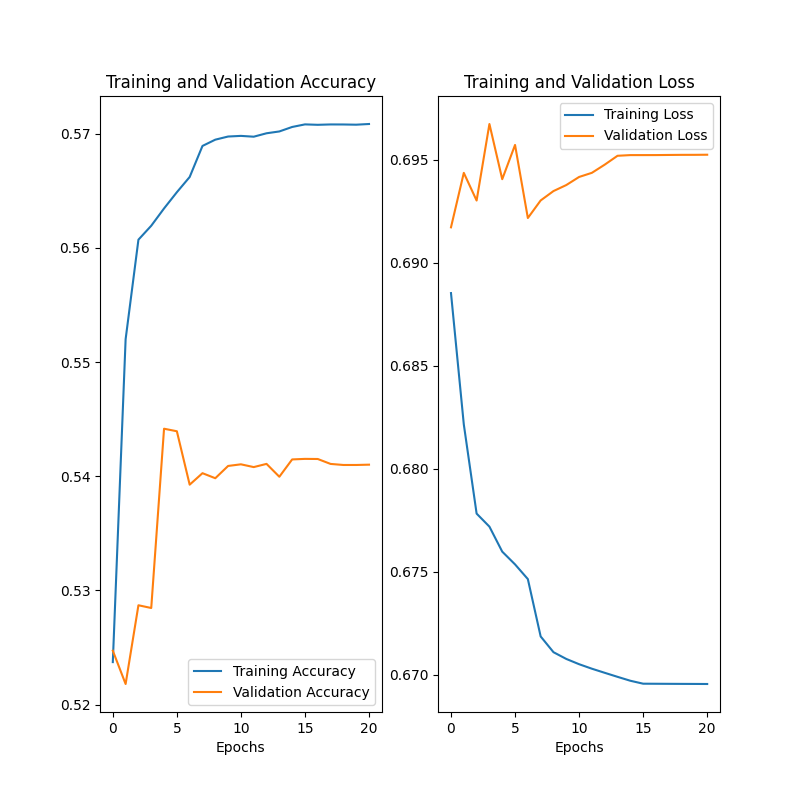 Training and Validation Accuracy
0.57
0.56
0.55
0.54
0.53
0.52
Training Accuracy
Validation Accuracy
0 5 10 15 20
Epochs
Training and Validation Loss
Training Loss
Validation Loss
0.695
0.690
0.685
0.680
0.675
0.670
0 5 10 15 20
Epochs